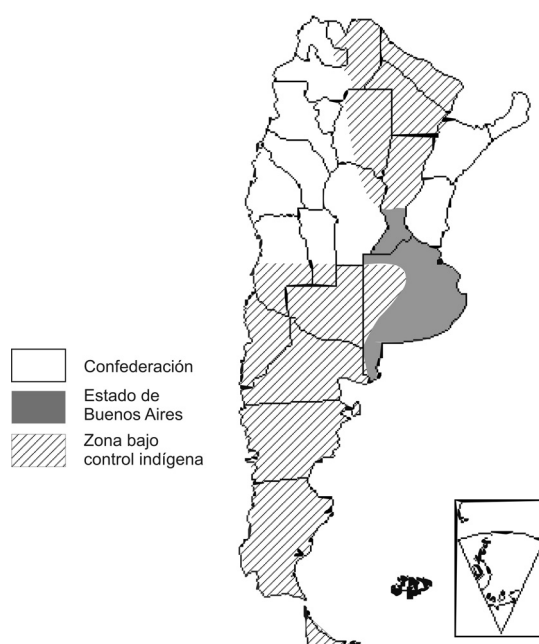 Confederación
Estado de
Buenos Aires
Zona bajo
control indígena